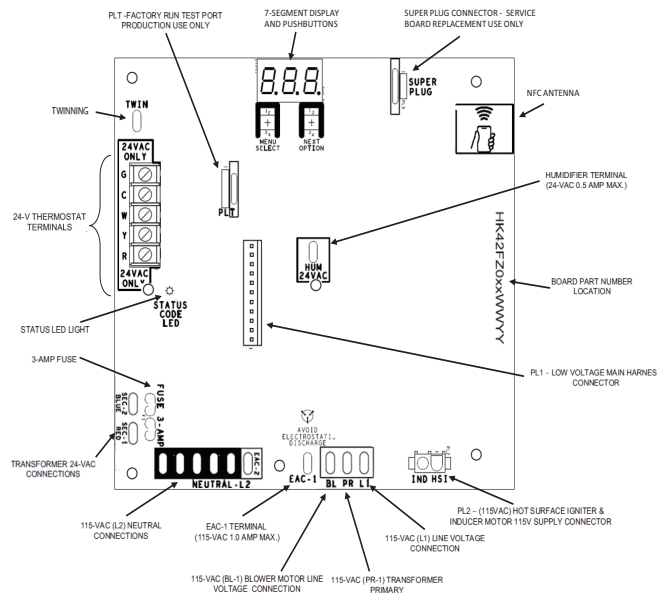 PLT -FACTORY RUN TEST PORT
PRODUCTION USE ONLY
7-SEGMENT DISPLAY
AND PUSHBUTTONS
SUPER PLUG CONNECTOR - SERVICE
BOARD REPLACEMENT USE ONLY
8.8.8.
SUPER
PLUG
NFC ANTENNA
TWINNING
TWIN
MENU
SELECT
NEXT
OPTION
24VAC
ONLY
G
C
W
Y
R
24VAC
ONLY
24-V THERMOSTAT
TERMINALS
PLT
HUMIDIFIER TERMINAL
(24-VAC 0.5 AMP MAX.)
HUM
24VAC
HK42FZ0xxWWYY
BOARD PART NUMBER
LOCATION
STATUS
CODE
LED
STATUS LED LIGHT
3-AMP FUSE
FUSE 3-AMP
PL1 – LOW VOLTAGE MAIN HARNES
CONNECTOR
SEC-2
BLUE
SEC-1
RED
TRANSFORMER 24-VAC
CONNECTIONS
AVOID
DISCHARGE
NEUTRAL-L2
EAC-2
EAC-1
BL PR L1
IND HSI
115-VAC (L2) NEUTRAL
CONNECTIONS
EAC-1 TERMINAL
(115-VAC 1.0 AMP MAX.)
115-VAC (L1) LINE VOLTAGE
CONNECTION
PL2 – (115VAC) HOT SURFACE IGNITER &
INDUCER MOTOR 115V SUPPLY CONNECTOR
115-VAC (BL-1) BLOWER MOTOR LINE
VOLTAGE CONNECTION
115-VAC (PR-1) TRANSFORMER
PRIMARY